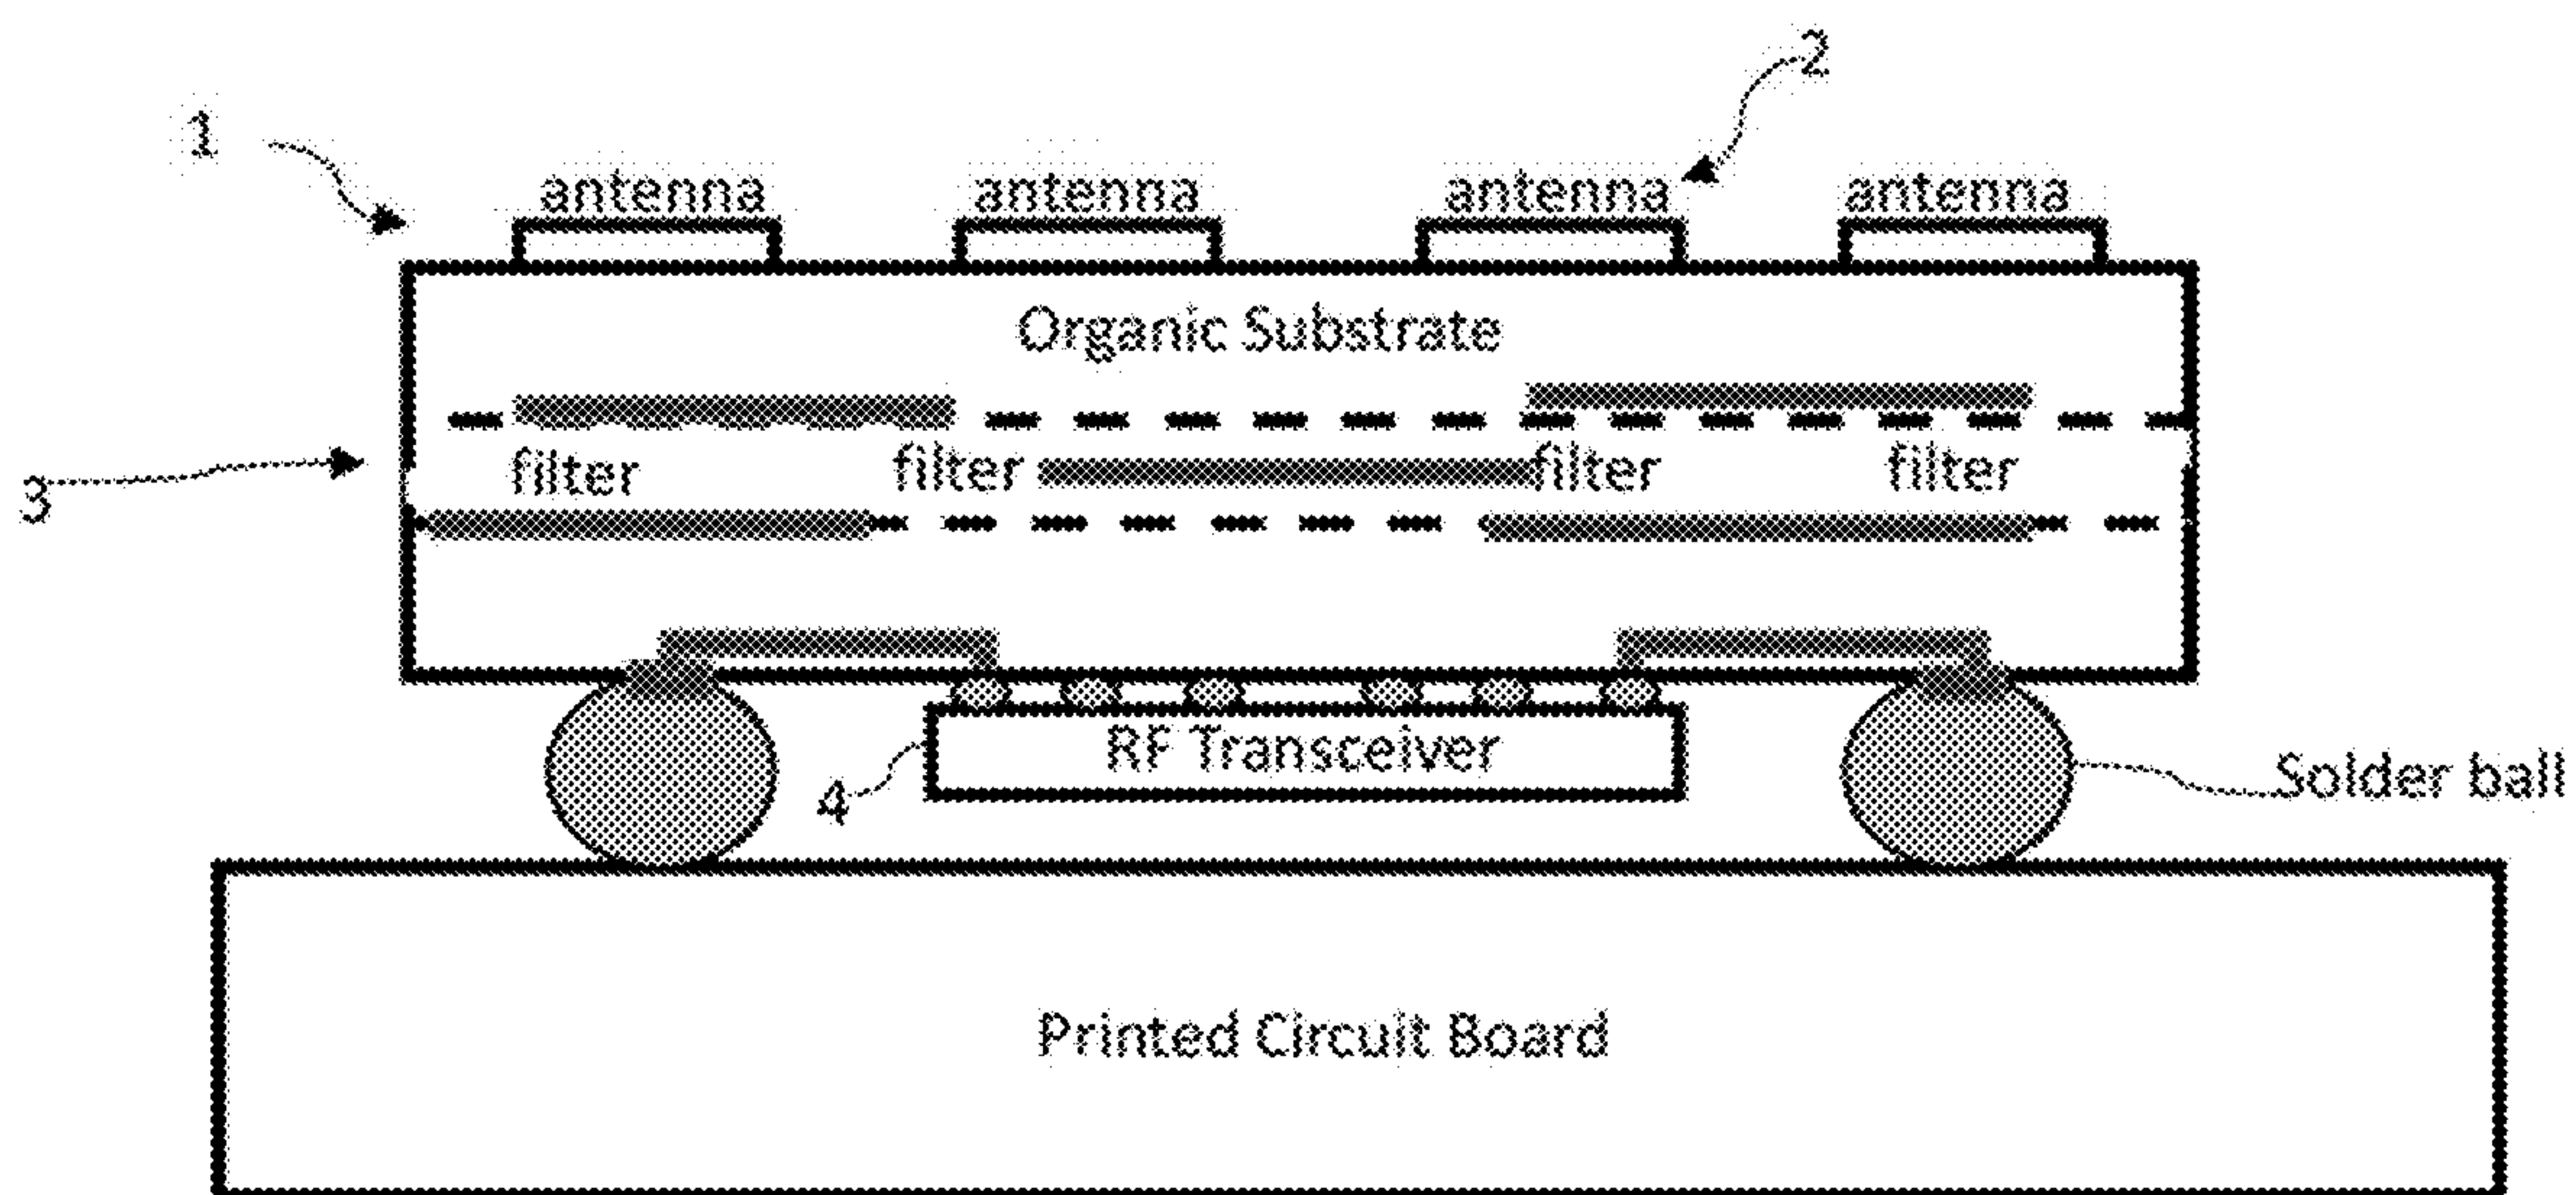 2
1
antenna antenna antenna antenna
Organic Substrate
filter filter filter filter
3
RF Transceiver
4
Solder ball
Printed Circuit Board